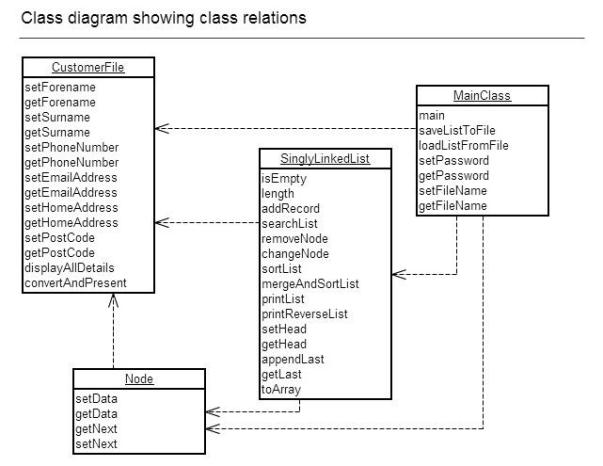 Class diagram showing class relations
CustomerFile
setForename
getForename
setSurname
getSurname
setPhoneNumber
getPhoneNumber
setEmailAddress
getEmailAddress
setHomeAddress
getHomeAddress
setPostCode
getPostCode
displayAllDetails
convertAndPresent
MainClass
main
saveListToFile
loadListFromFile
setPassword
getPassword
setFileName
getFileName
SinglyLinkedList
isEmpty
length
addRecord
searchList
removeNode
changeNode
sortList
mergeAndSortList
printList
printReverseList
setHead
getHead
appendLast
getLast
toArray
Node
setData
getData
getNext
setNext